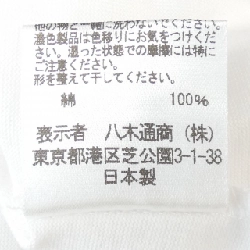 他の物と一緒に洗わないでください。
濃色製品は色移りにお気をつけくだ
さい。湿った状態での摩擦には特に
ご注意ください。
形を整えて干してください。
綿 100%
表示者 八木通商(株)
東京都港区芝公園3-1-38
日本製